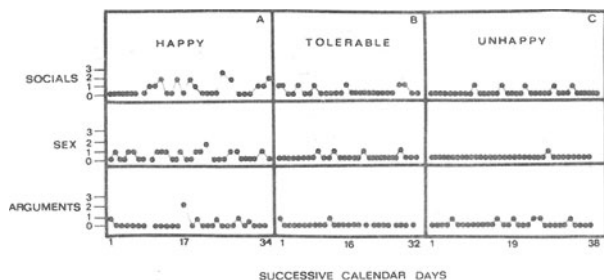 A B C
HAPPY TOLERABLE UNHAPPY
SOCIALS
3
2
1
0
SEX
3
2
1
0
ARGUMENTS
3
2
1
0
1 17 34 1 16 32 1 19 38
SUCCESSIVE CALENDAR DAYS